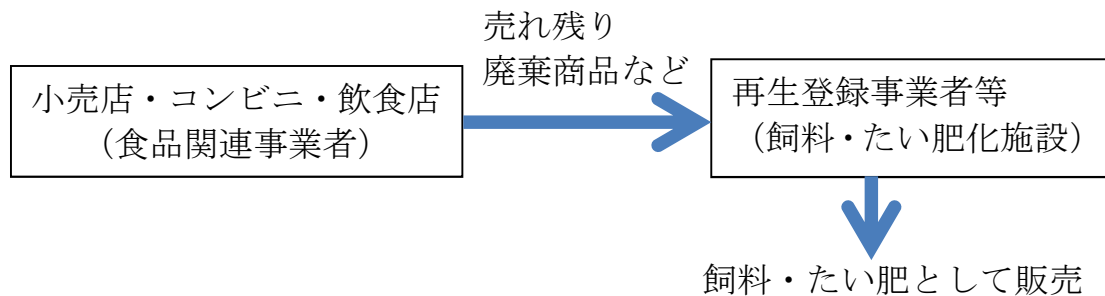 売れ残り
廃棄商品など
小売店・コンビニ・飲食店
（食品関連事業者）
再生登録事業者等
（飼料・たい肥化施設）
飼料・たい肥として販売